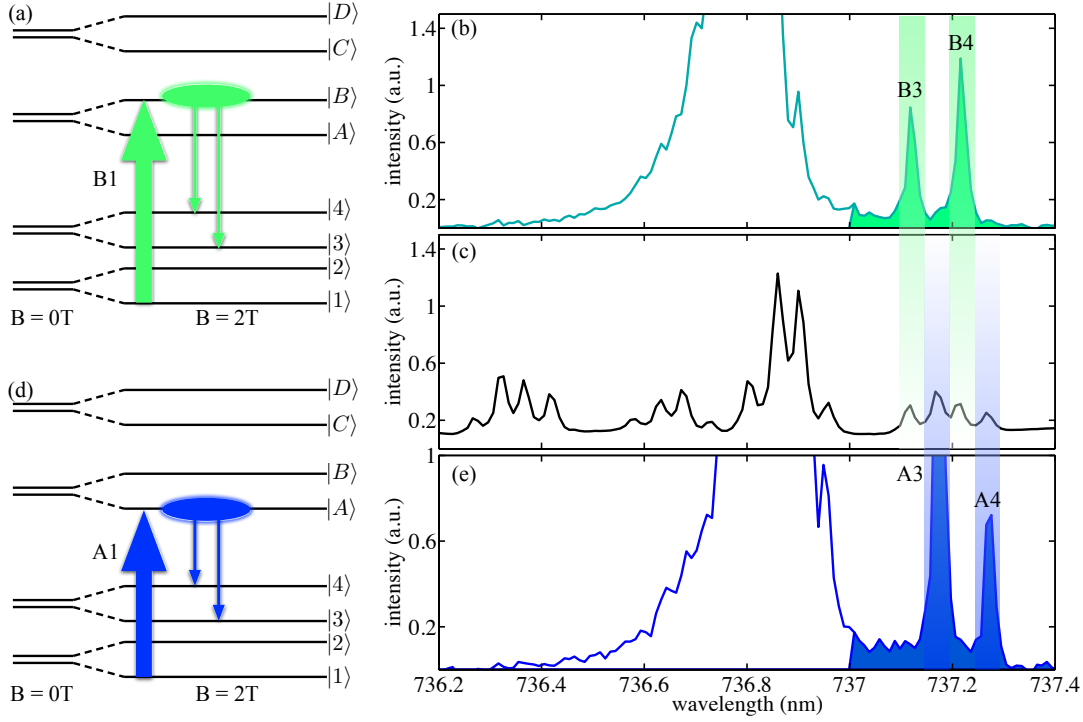 (a)
|D⟩
|C⟩
|B⟩
|A⟩
B1
|4⟩
|3⟩
|2⟩
|1⟩
B = 0T
B = 2T
(d)
|D⟩
|C⟩
|B⟩
|A⟩
A1
|4⟩
|3⟩
|2⟩
|1⟩
B = 0T
B = 2T
(b)
B3
B4
intensity (a.u.)
1.4
1
0.6
0.2
(c)
intensity (a.u.)
1.4
1
0.6
0.2
(e)
A3
A4
intensity (a.u.)
1
0.6
0.2
736.2 736.4 736.6 736.8 737 737.2 737.4
wavelength (nm)